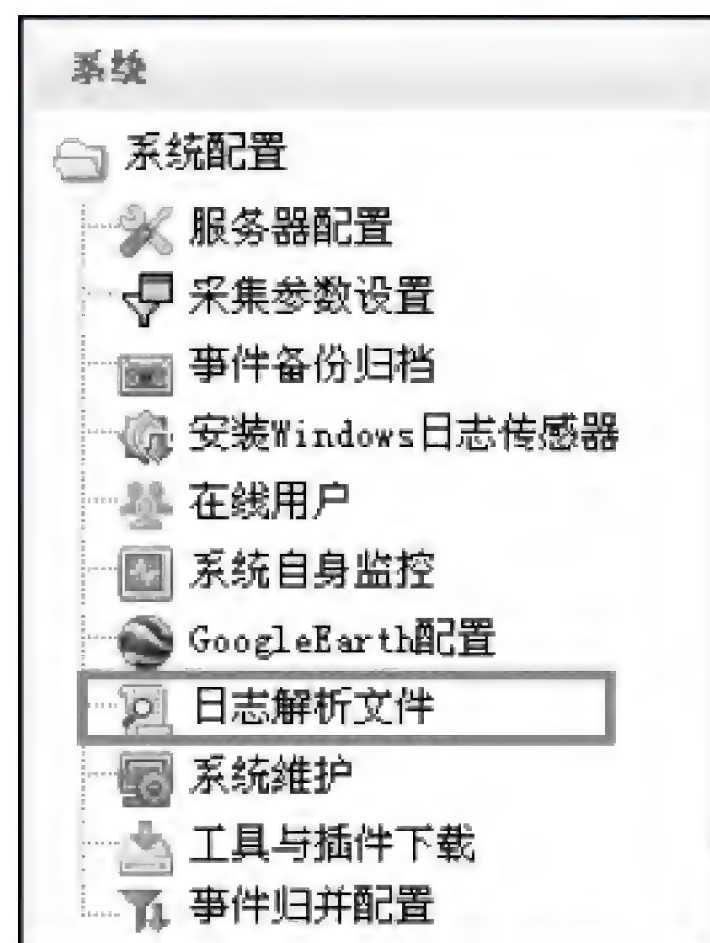 系统
系统配置
服务器配置
采集参数设置
事件备份归档
安装Windows日志传感器
在线用户
系统自身监控
GoogleEarth配置
日志解析文件
系统维护
工具与插件下载
事件归并配置